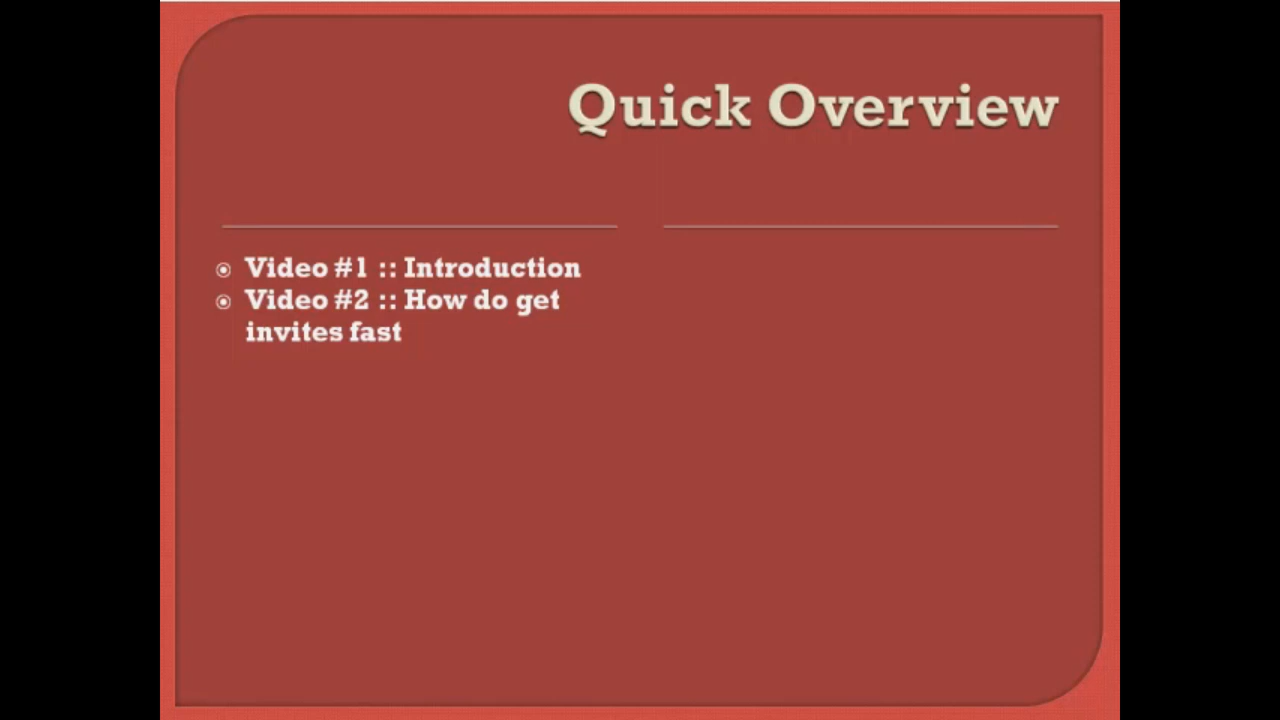 Quick Overview
Video #1 :: Introduction
Video #2 :: How do get
invites fast